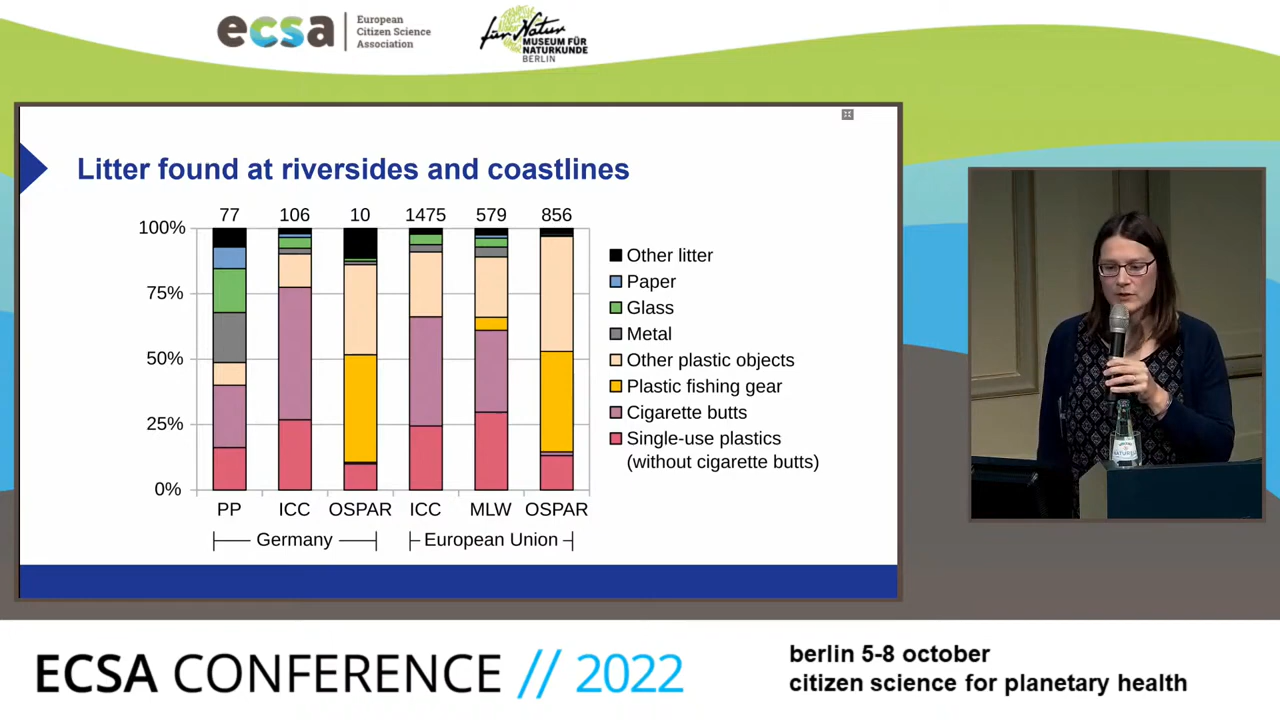 ecsa
European
Citizen Science
Association
für Natur
MUSEUM FÜR
NATURKUNDE
BERLIN
Litter found at riversides and coastlines
77 106 10 1475 579 856
100%
75%
50%
25%
0%
PP ICC OSPAR ICC MLW OSPAR
Germany European Union
Other litter
Paper
Glass
Metal
Other plastic objects
Plastic fishing gear
Cigarette butts
Single-use plastics
(without cigarette butts)
ECSA CONFERENCE // 2022
berlin 5-8 october
citizen science for planetary health